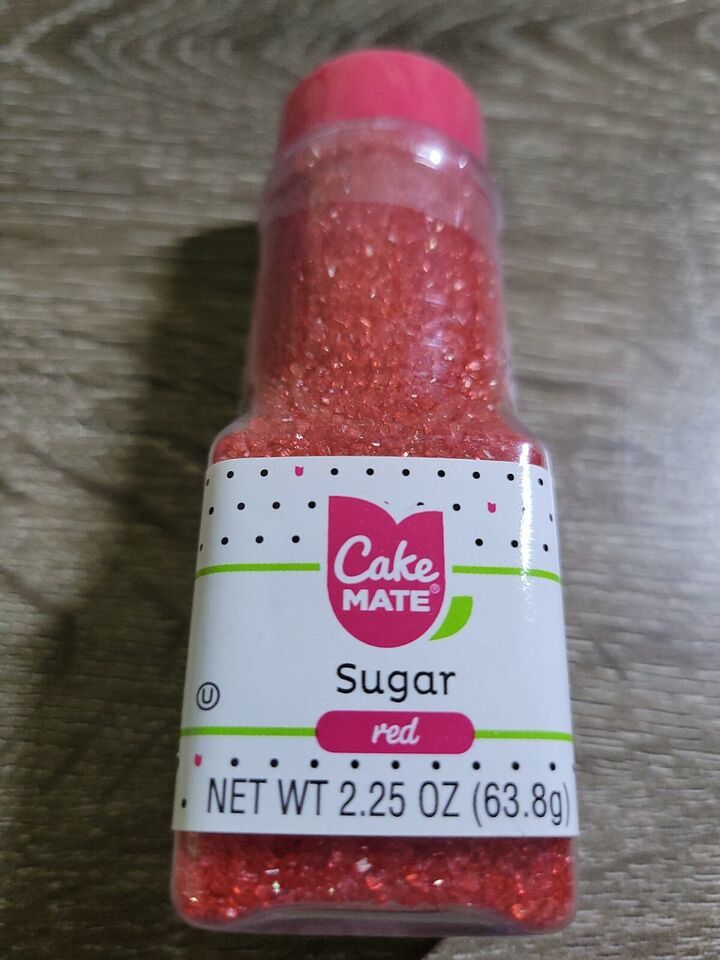 Cake
MATE®
Sugar
U
red
NET WT 2.25 OZ (63.8g)